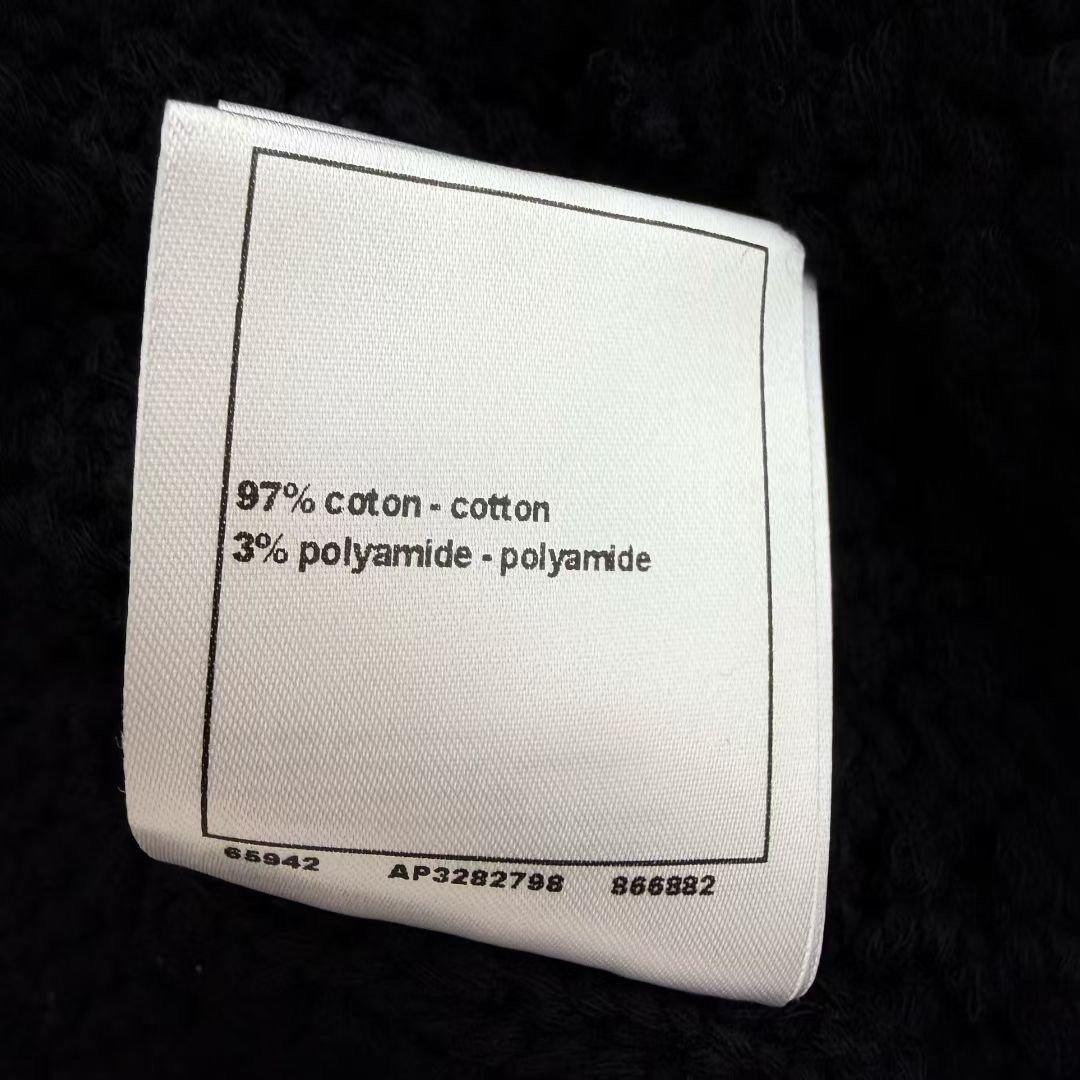 97% coton - cotton
3% polyamide - polyamide
65942 AP3282798 866882